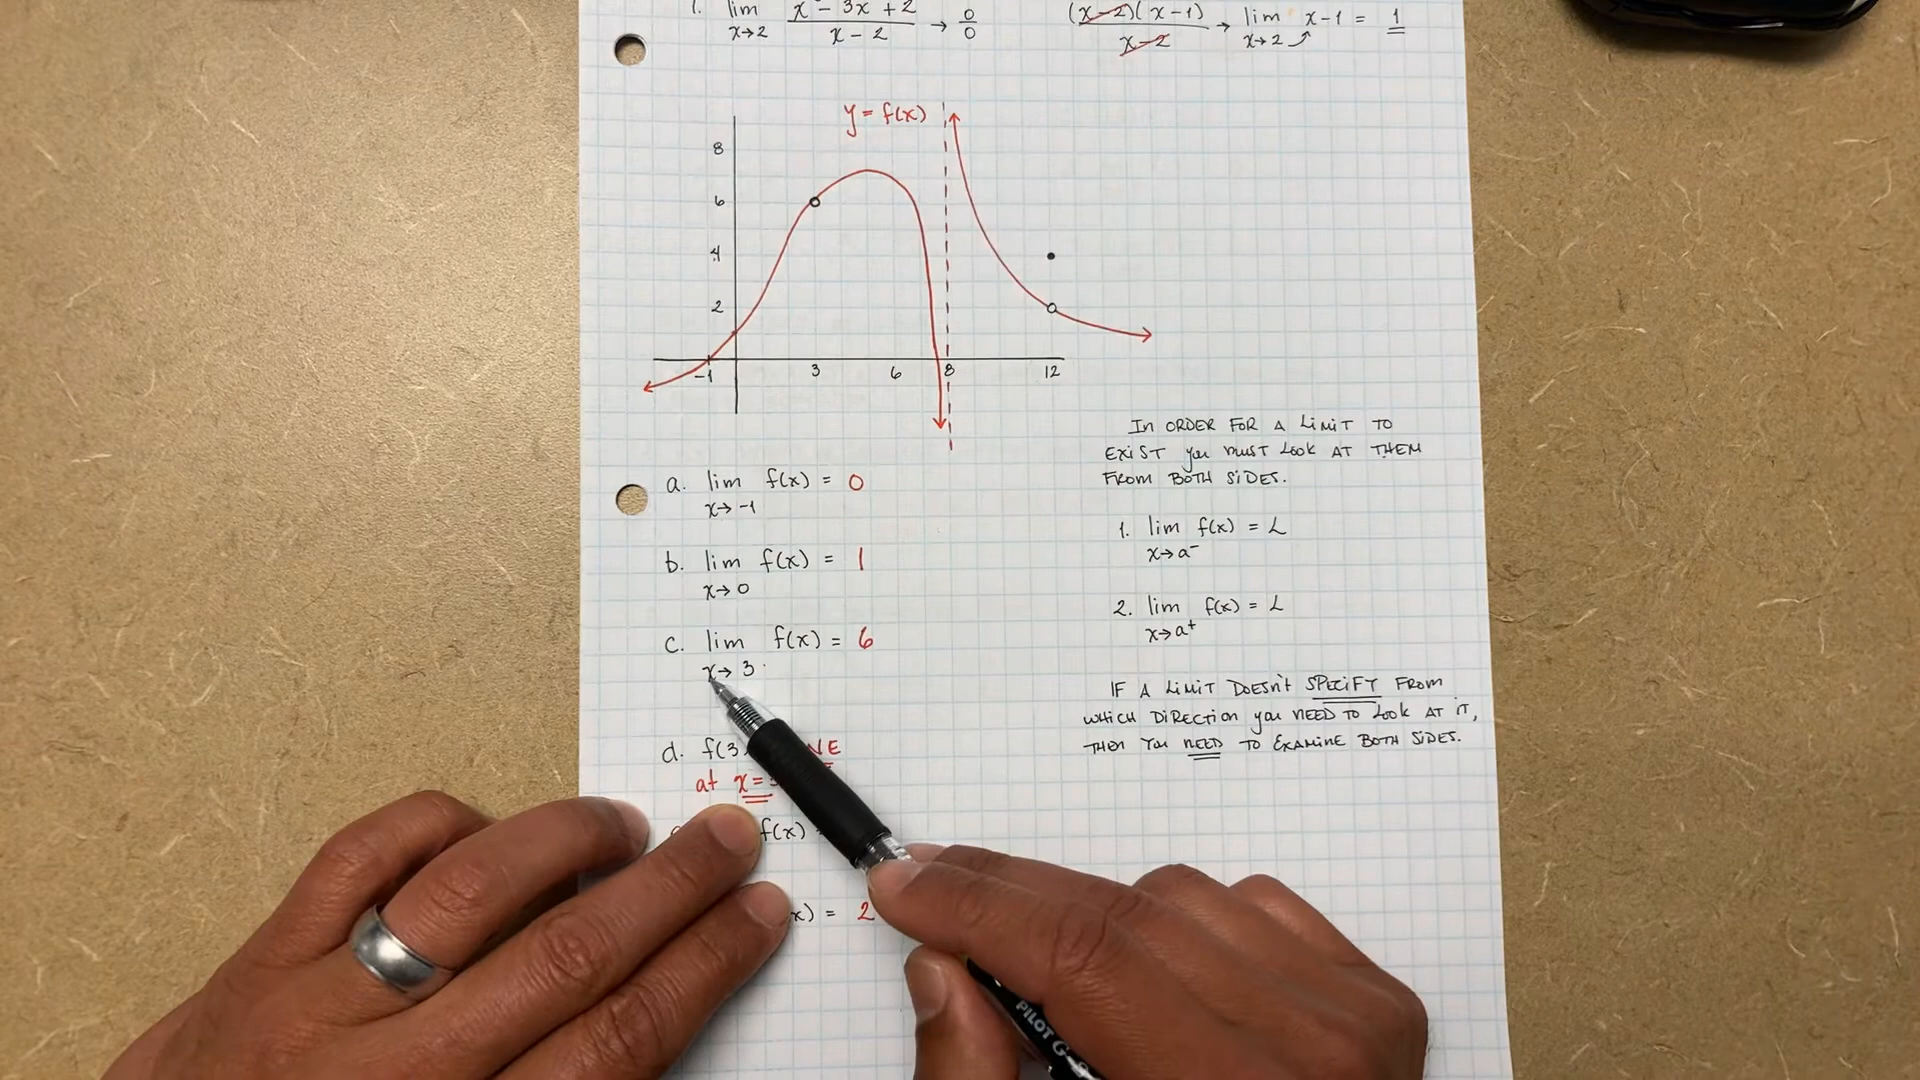 1. lim x² - 3x + 2 / x - 2 → 0/0 (x-2)(x-1) / x-2 → lim x-1 = 1
x→2 x→2
y = f(x)
8
6
4
2
-1 3 6 8 12
In ORDER FOR A LiMiT TO
EXiST you must Look AT THEM
FROM BOTH SiDES.
a. lim f(x) = 0
x→ -1
1. lim f(x) = L
x→a⁻
b. lim f(x) = 1
x→ 0
2. lim f(x) = L
x→a⁺
c. lim f(x) = 6
x→ 3
IF A LiMiT DoESn't SPECiFY FROM
WHiCH DiRECTiON you NEED TO Look AT iT,
THEN You NEED TO EXAMiNE BOTH SiDES.
d. f(3
at x =
f(x)
x) = 2
PILOT G